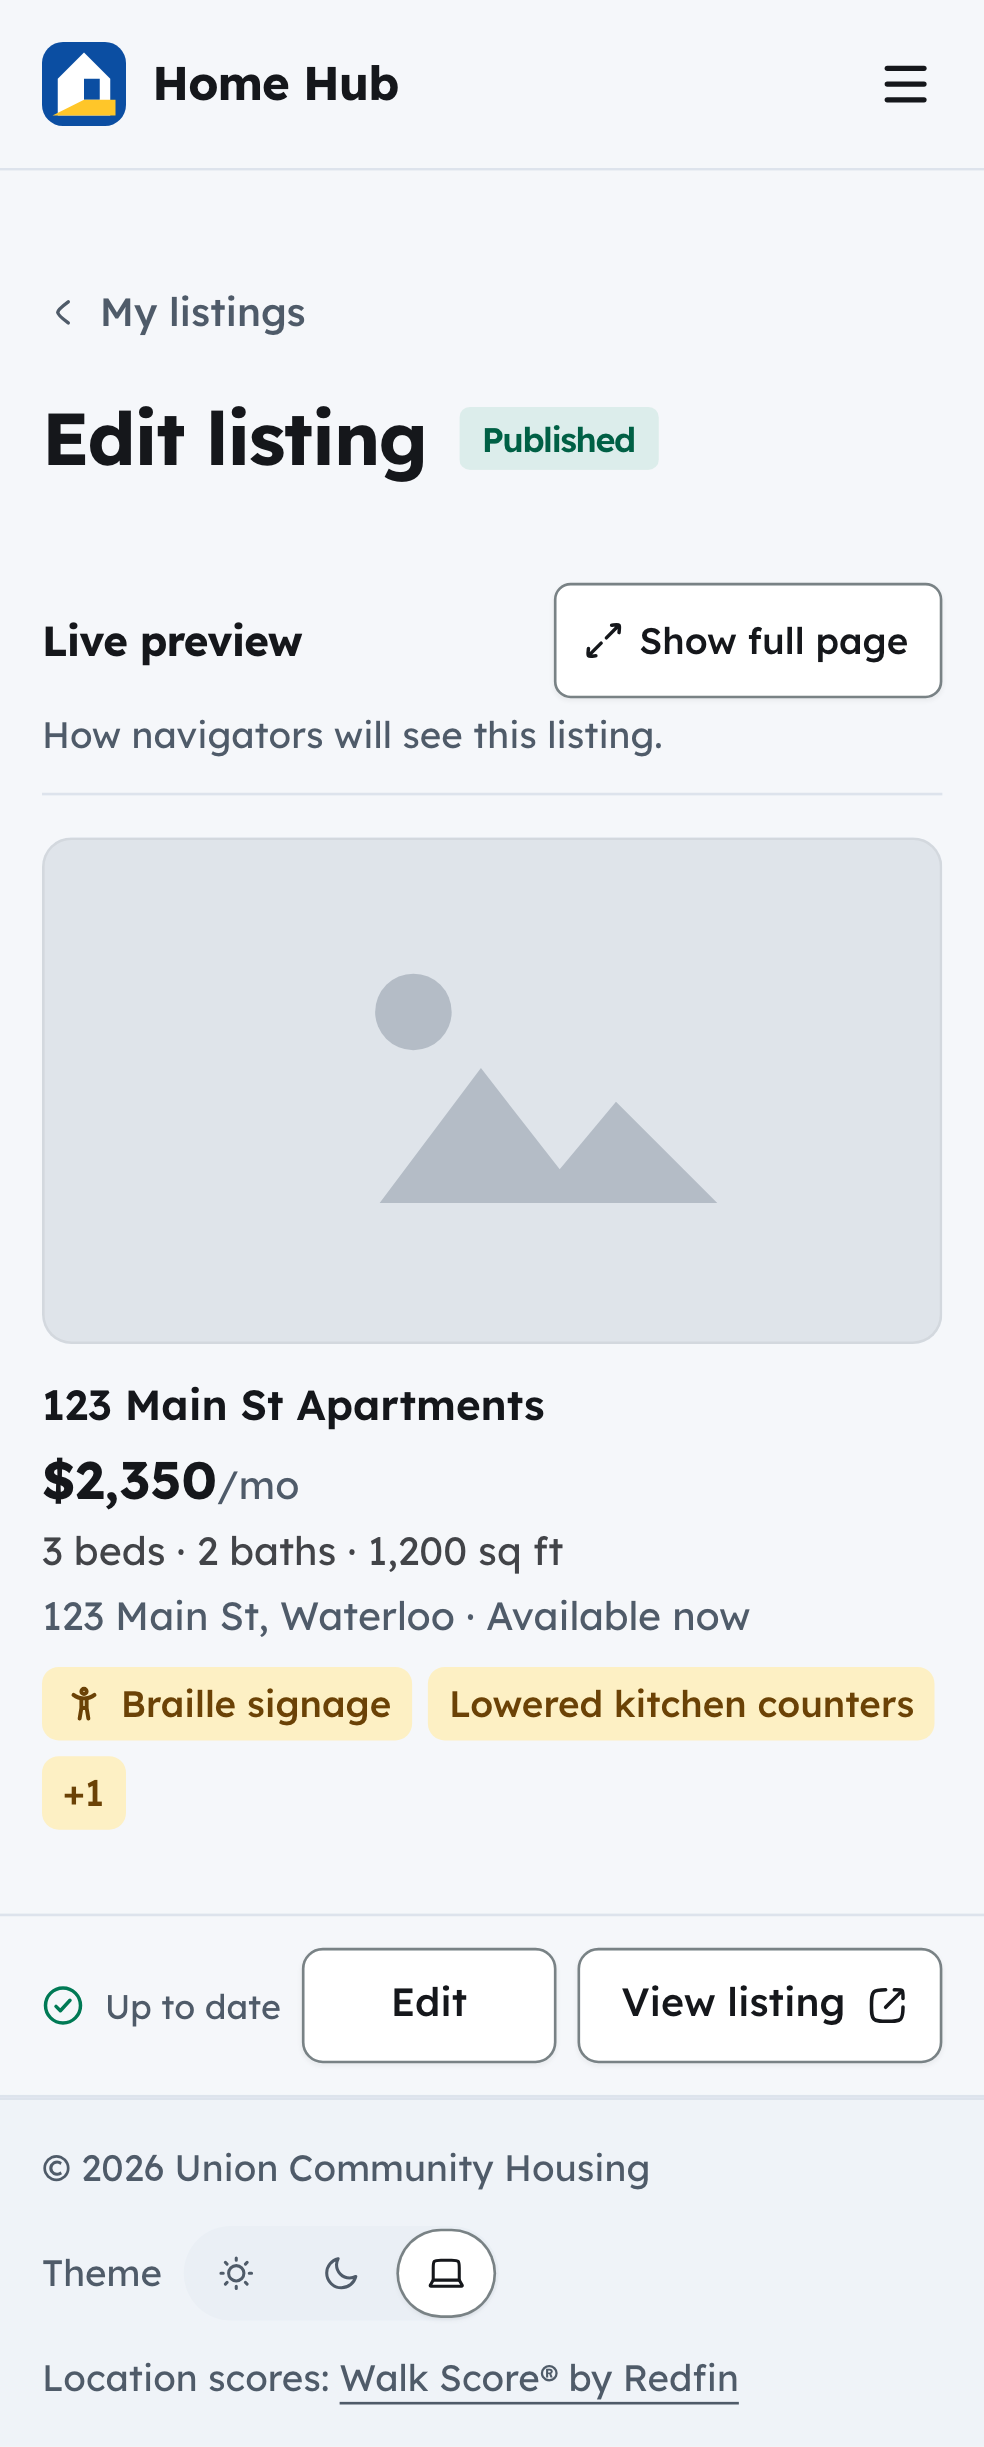 Home Hub
My listings
Edit listing Published
Live preview Show full page
How navigators will see this listing.
123 Main St Apartments
$2,350/mo
3 beds · 2 baths · 1,200 sq ft
123 Main St, Waterloo · Available now
Braille signage Lowered kitchen counters
+1
Up to date Edit View listing
© 2026 Union Community Housing
Theme
Location scores: Walk Score® by Redfin